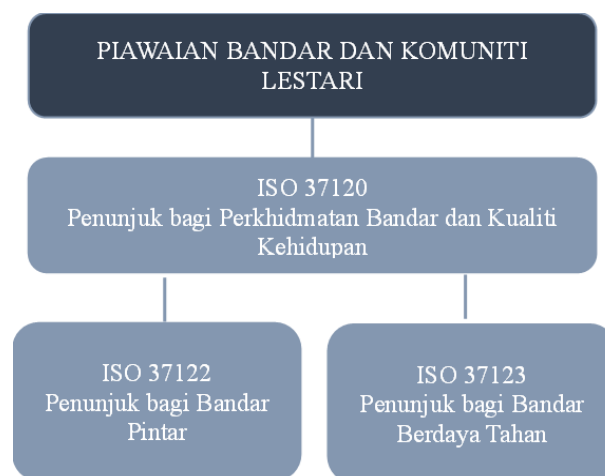 PIAWAIAN BANDAR DAN KOMUNITI
LESTARI
ISO 37120
Penunjuk bagi Perkhidmatan Bandar dan Kualiti
Kehidupan
ISO 37122
Penunjuk bagi Bandar
Pintar
ISO 37123
Penunjuk bagi Bandar
Berdaya Tahan